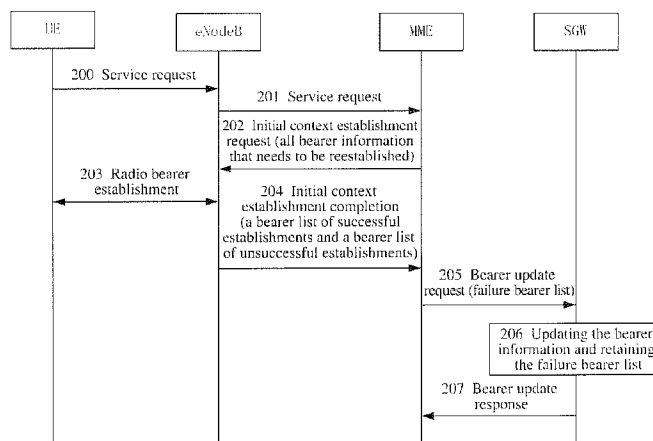 UE
eNodeB
MME
SGW
200 Service request
201 Service request
202 Initial context establishment
request (all bearer information
that needs to be reestablished)
203 Radio bearer
establishment
204 Initial context
establishment completion
(a bearer list of successful
establishments and a bearer list
of unsuccessful establishments)
205 Bearer update
request (failure bearer list)
206 Updating the bearer
information and retaining
the failure bearer list
207 Bearer update
response